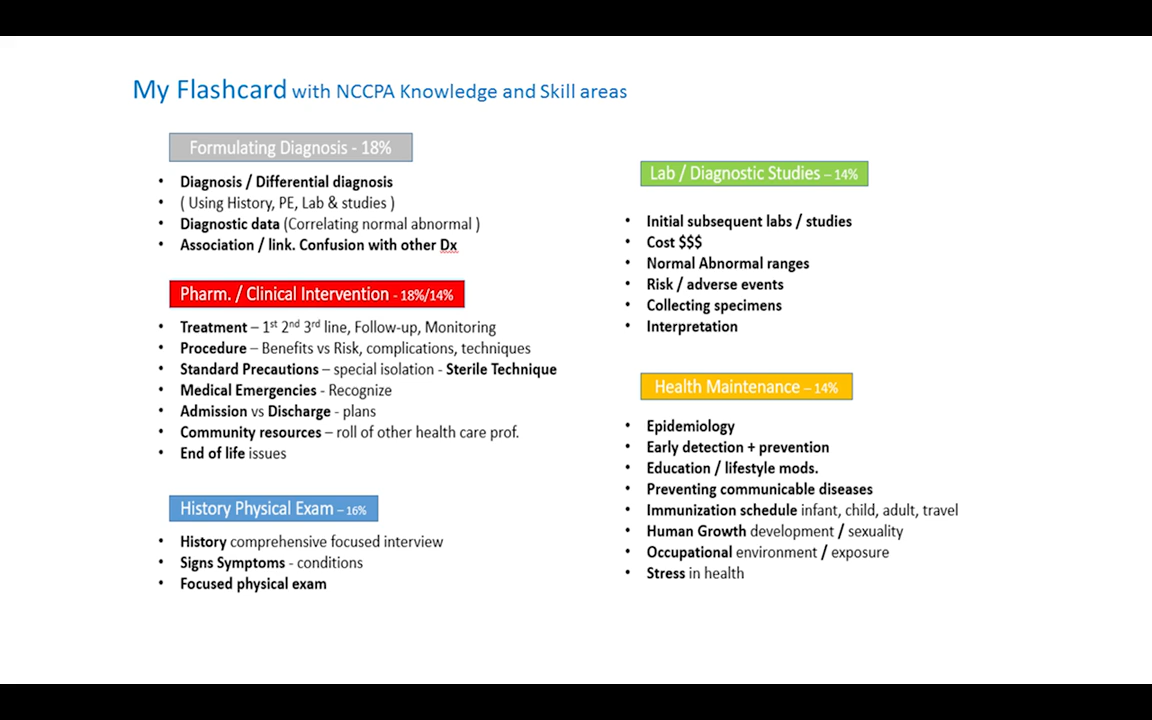 My Flashcard with NCCPA Knowledge and Skill areas
Formulating Diagnosis - 18%
• Diagnosis / Differential diagnosis
• ( Using History, PE, Lab & studies )
• Diagnostic data (Correlating normal abnormal )
• Association / link. Confusion with other Dx
Pharm. / Clinical Intervention - 18%/14%
• Treatment – 1st 2nd 3rd line, Follow-up, Monitoring
• Procedure – Benefits vs Risk, complications, techniques
• Standard Precautions – special isolation - Sterile Technique
• Medical Emergencies - Recognize
• Admission vs Discharge - plans
• Community resources – roll of other health care prof.
• End of life issues
History Physical Exam – 16%
• History comprehensive focused interview
• Signs Symptoms - conditions
• Focused physical exam
Lab / Diagnostic Studies – 14%
• Initial subsequent labs / studies
• Cost $$$
• Normal Abnormal ranges
• Risk / adverse events
• Collecting specimens
• Interpretation
Health Maintenance – 14%
• Epidemiology
• Early detection + prevention
• Education / lifestyle mods.
• Preventing communicable diseases
• Immunization schedule infant, child, adult, travel
• Human Growth development / sexuality
• Occupational environment / exposure
• Stress in health